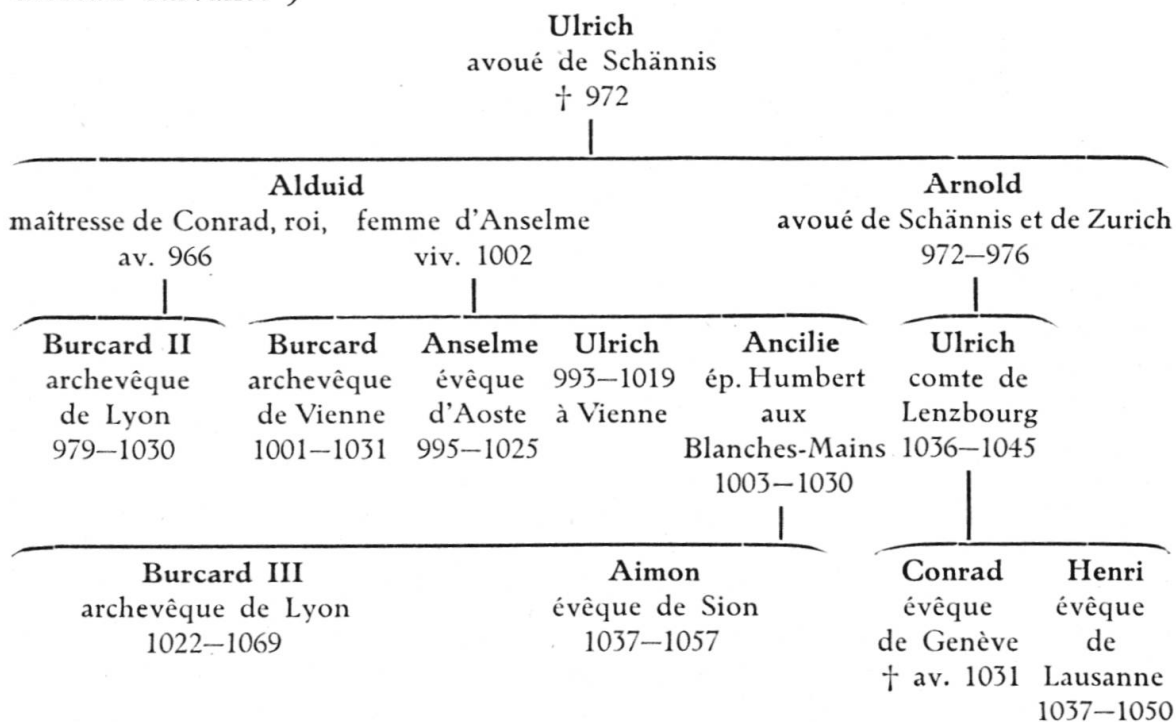 Ulrich
avoué de Schännis
† 972
Alduid
maîtresse de Conrad, roi, femme d'Anselme
av. 966 viv. 1002
Arnold
avoué de Schännis et de Zurich
972—976
Burcard II
archevêque
de Lyon
979—1030
Burcard
archevêque
de Vienne
1001—1031
Anselme
évêque
d'Aoste
995—1025
Ulrich
993—1019
à Vienne
Ancilie
ép. Humbert
aux
Blanches-Mains
1003—1030
Ulrich
comte de
Lenzbourg
1036—1045
Burcard III
archevêque de Lyon
1022—1069
Aimon
évêque de Sion
1037—1057
Conrad
évêque
de Genève
† av. 1031
Henri
évêque
de
Lausanne
1037—1050